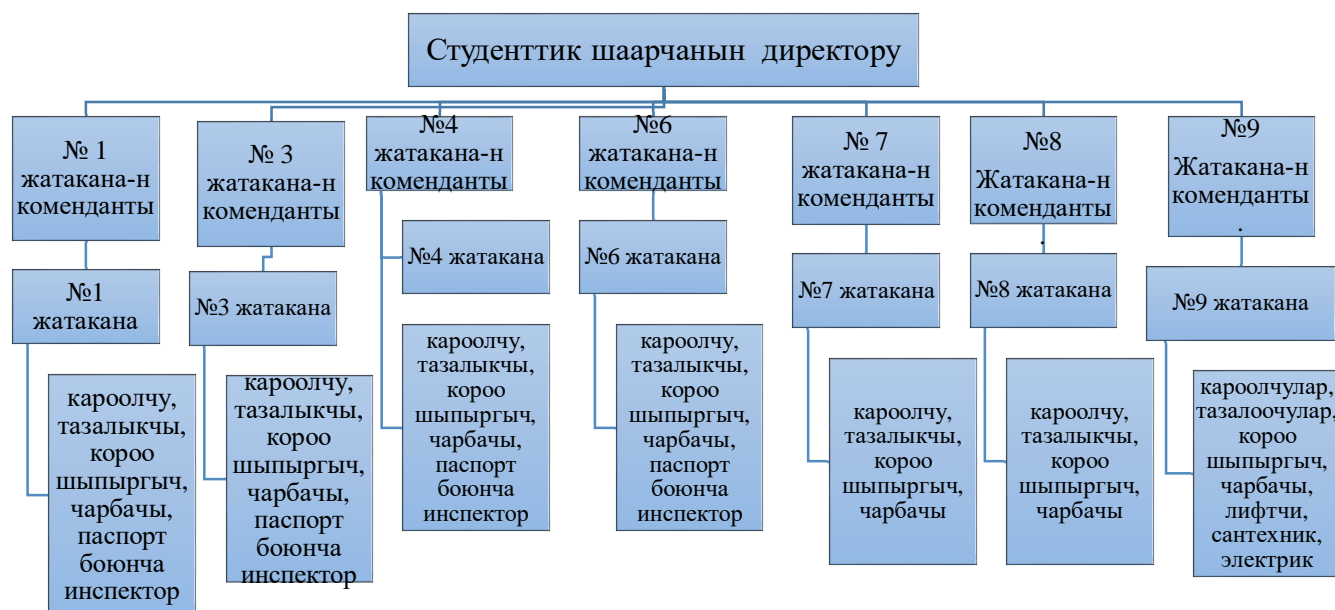 Студенттик шаарчанын директору
№ 1
жатакана-н
коменданты
№1
жатакана
кароолчу,
тазалыкчы,
короо
шыпыргыч,
чарбачы,
паспорт
боюнча
инспектор
№ 3
жатакана-н
коменданты
№3 жатакана
кароолчу,
тазалыкчы,
короо
шыпыргыч,
чарбачы,
паспорт
боюнча
инспектор
№4
жатакана-н
коменданты
№4 жатакана
кароолчу,
тазалыкчы,
короо
шыпыргыч,
чарбачы,
паспорт
боюнча
инспектор
№6
жатакана-н
коменданты
№6 жатакана
кароолчу,
тазалыкчы,
короо
шыпыргыч,
чарбачы,
паспорт
боюнча
инспектор
№ 7
жатакана-н
коменданты
№7 жатакана
кароолчу,
тазалыкчы,
короо
шыпыргыч,
чарбачы
№8
Жатакана-н
коменданты
.
№8 жатакана
кароолчу,
тазалыкчы,
короо
шыпыргыч,
чарбачы
№9
Жатакана-н
коменданты
.
№9 жатакана
кароолчулар,
тазалоочулар,
короо
шыпыргыч,
чарбачы,
лифтчи,
сантехник,
электрик